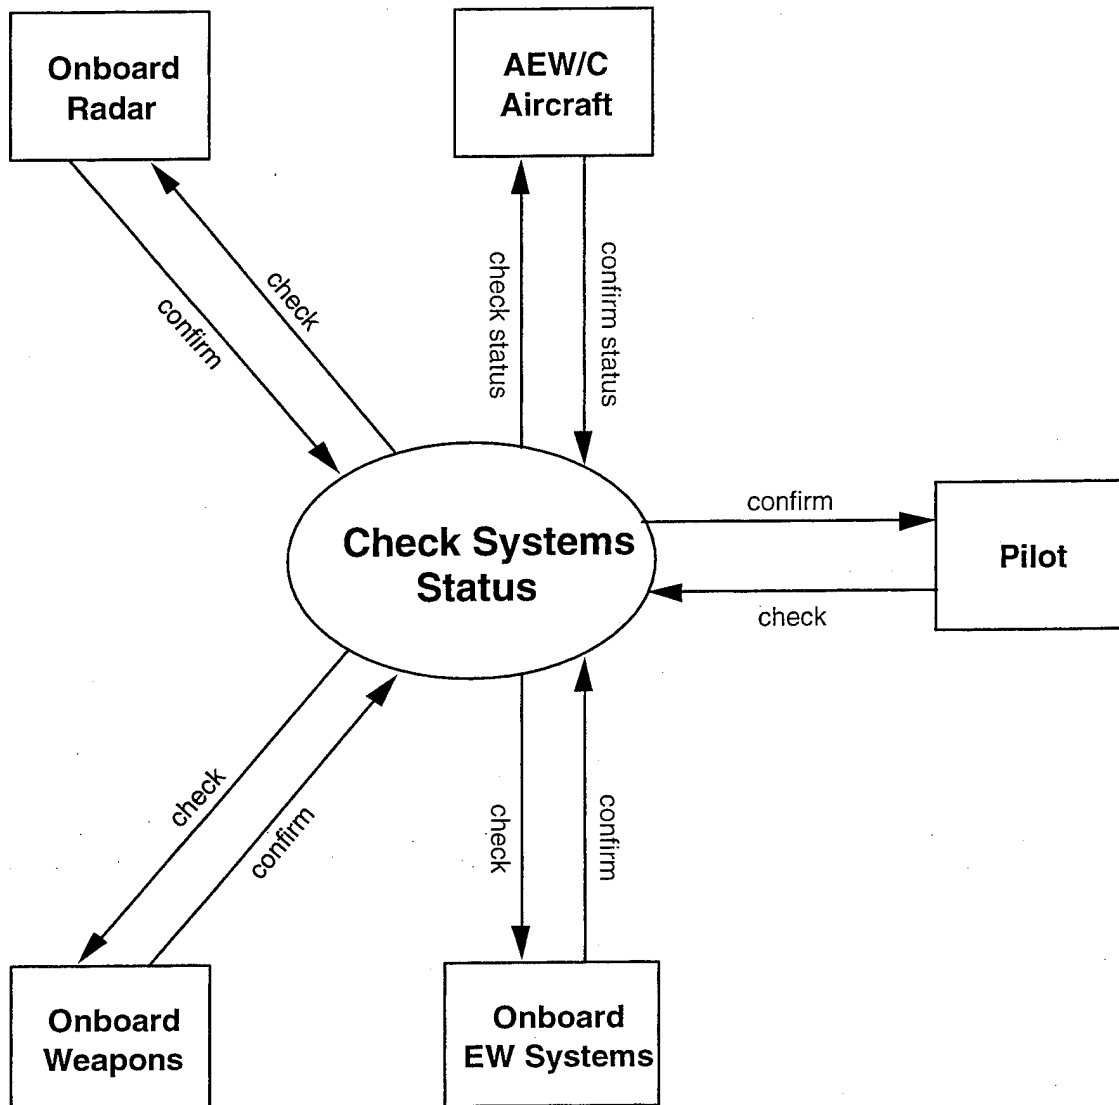 Onboard
Radar
AEW/C
Aircraft
check
confirm
check status
confirm status
Check Systems
Status
confirm
Pilot
check
check
confirm
check
confirm
Onboard
Weapons
Onboard
EW Systems